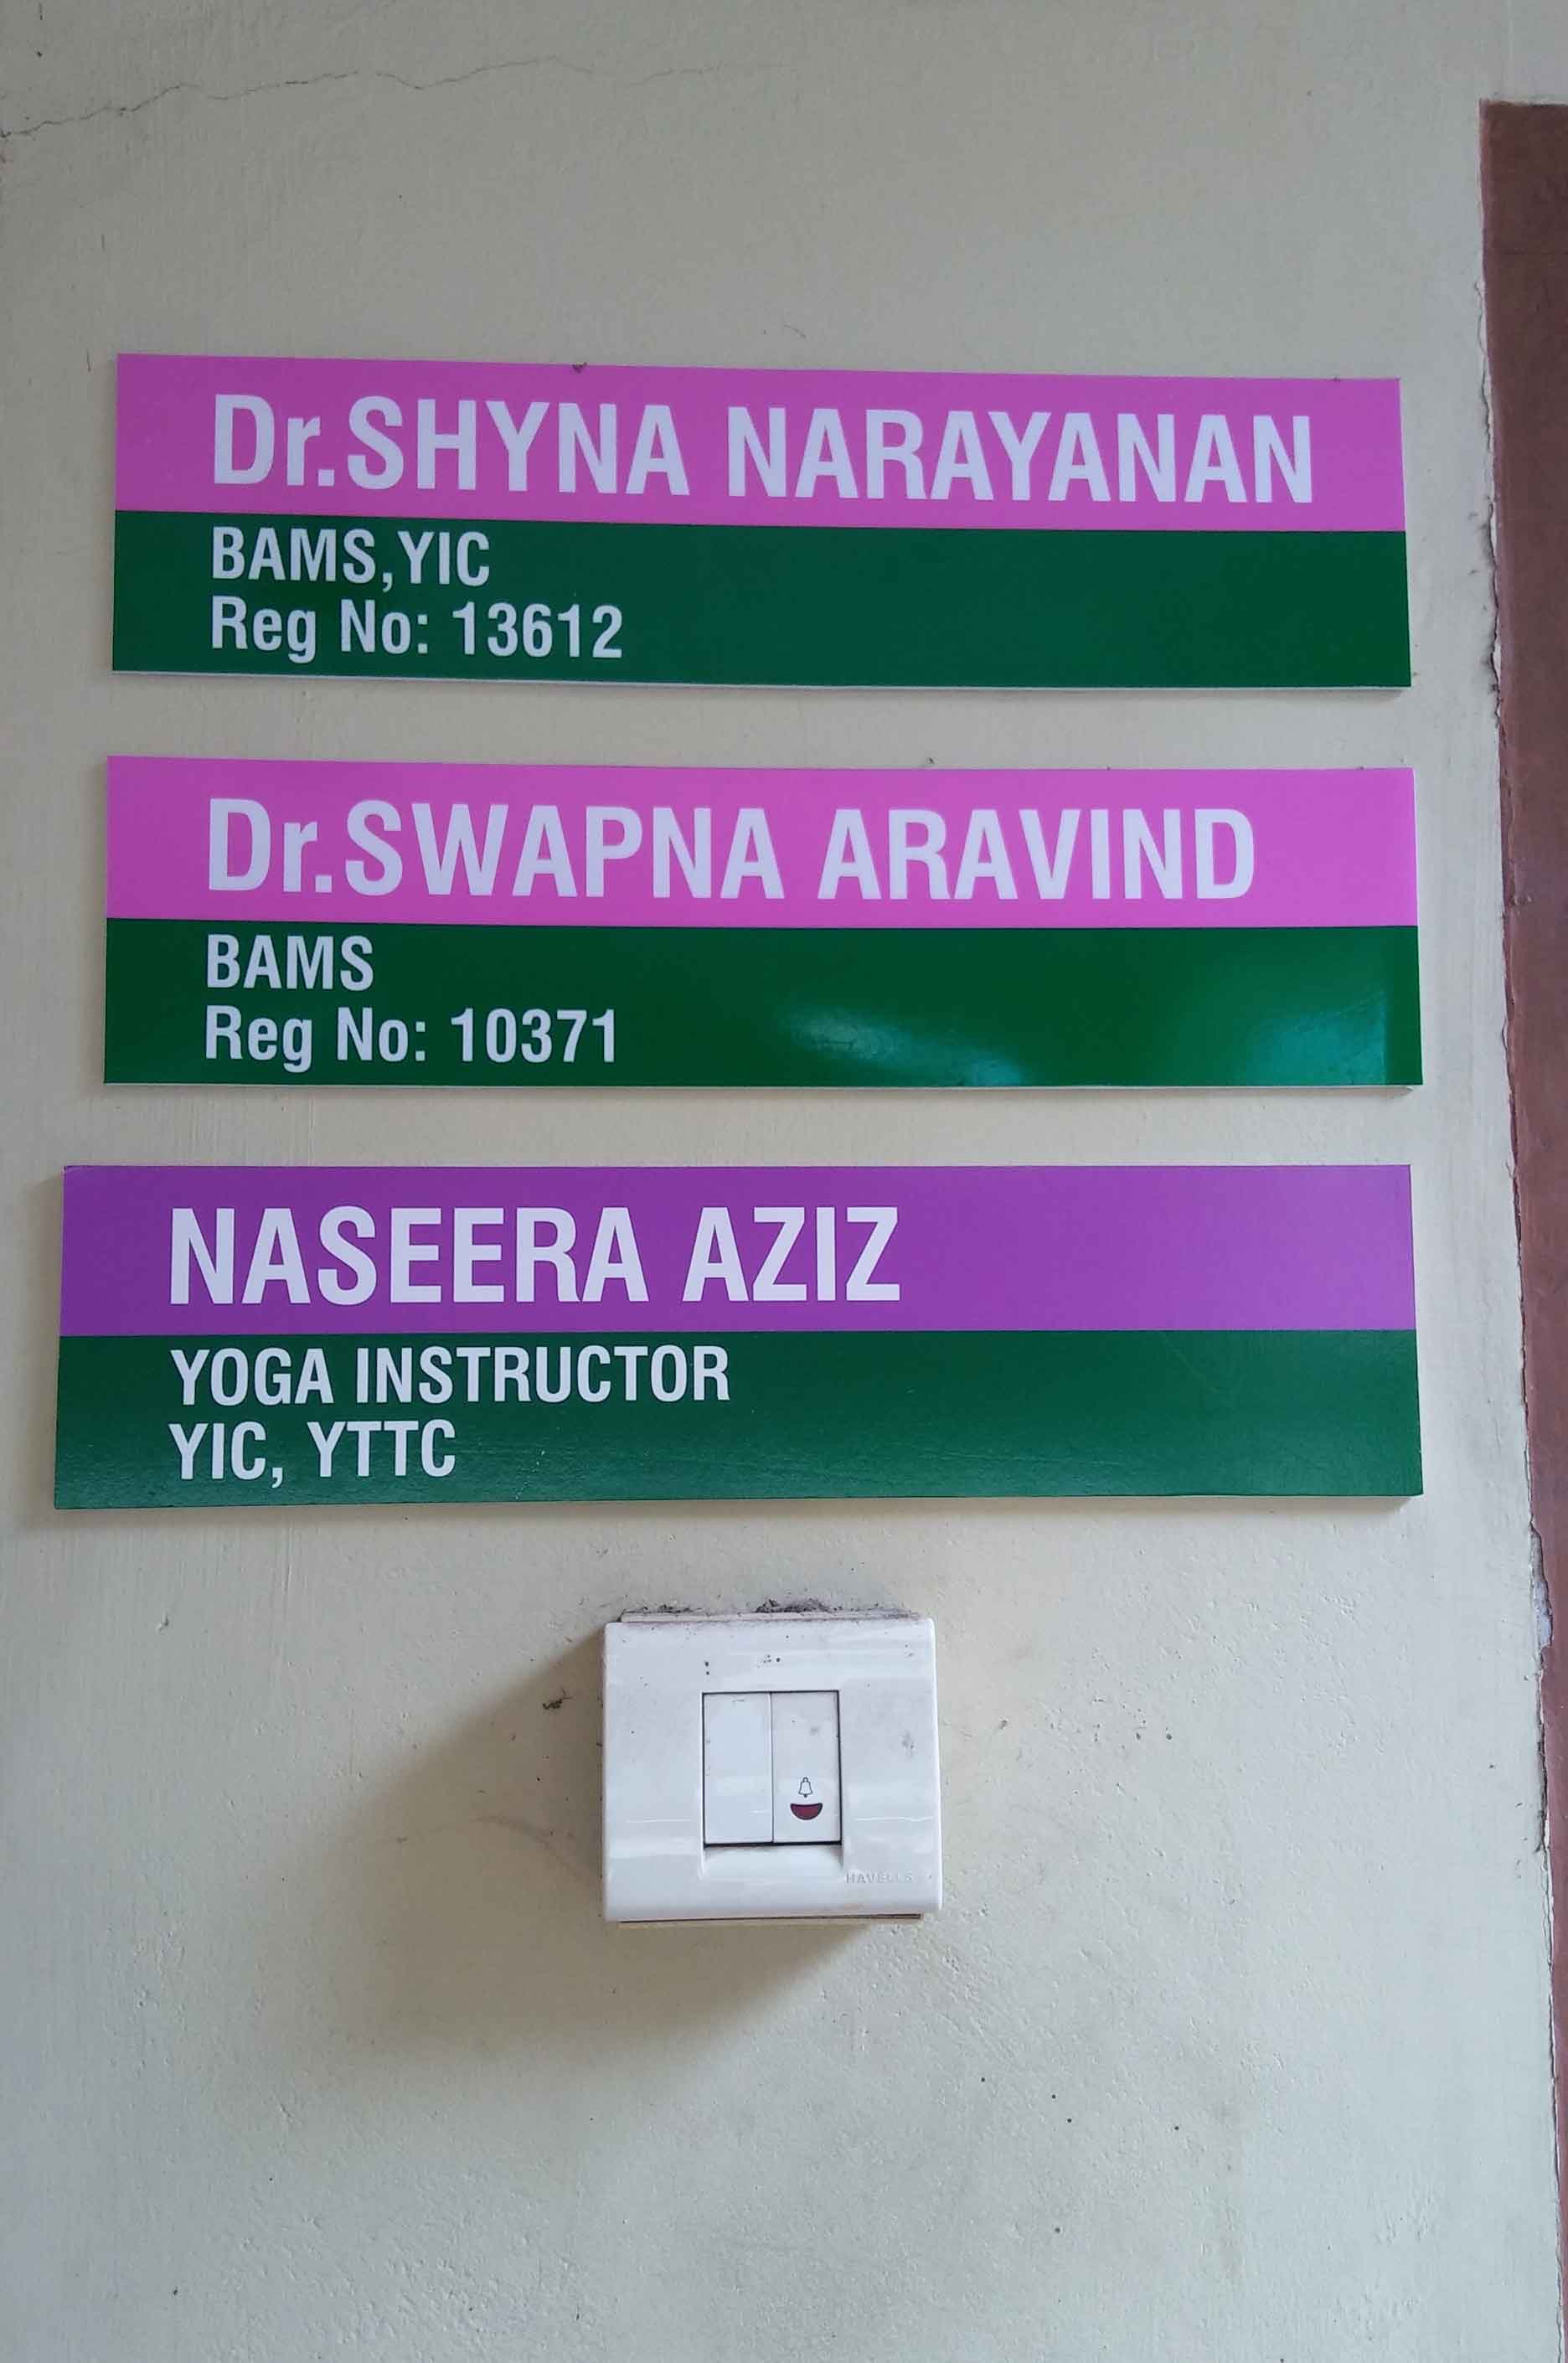 Dr.SHYNA NARAYANAN
BAMS,YIC
Reg No: 13612
Dr.SWAPNA ARAVIND
BAMS
Reg No: 10371
NASEERA AZIZ
YOGA INSTRUCTOR
YIC, YTTC
HAVELLS